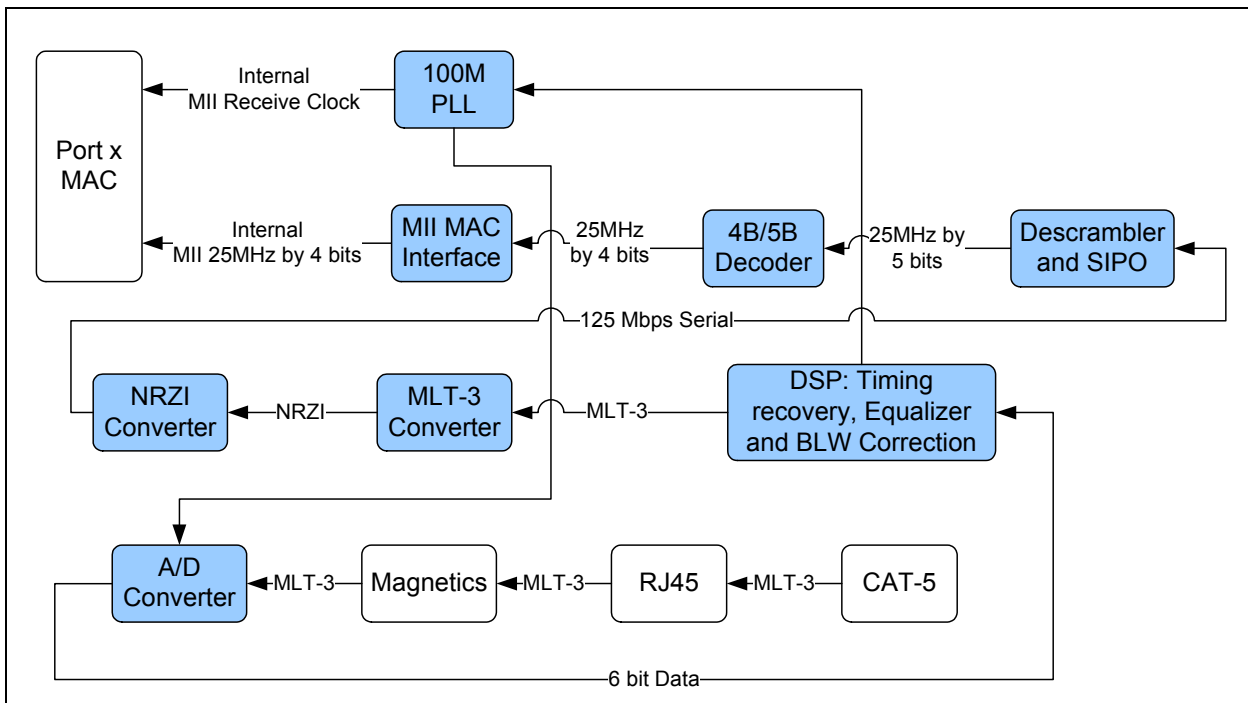 Port x
MAC
Internal
MII Receive Clock
100M
PLL
Internal
MII 25MHz by 4 bits
MII MAC
Interface
25MHz
by 4 bits
4B/5B
Decoder
25MHz by
5 bits
Descrambler
and SIPO
125 Mbps Serial
NRZI
Converter
NRZI
MLT-3
Converter
MLT-3
DSP: Timing
recovery, Equalizer
and BLW Correction
A/D
Converter
MLT-3
Magnetics
MLT-3
RJ45
MLT-3
CAT-5
6 bit Data